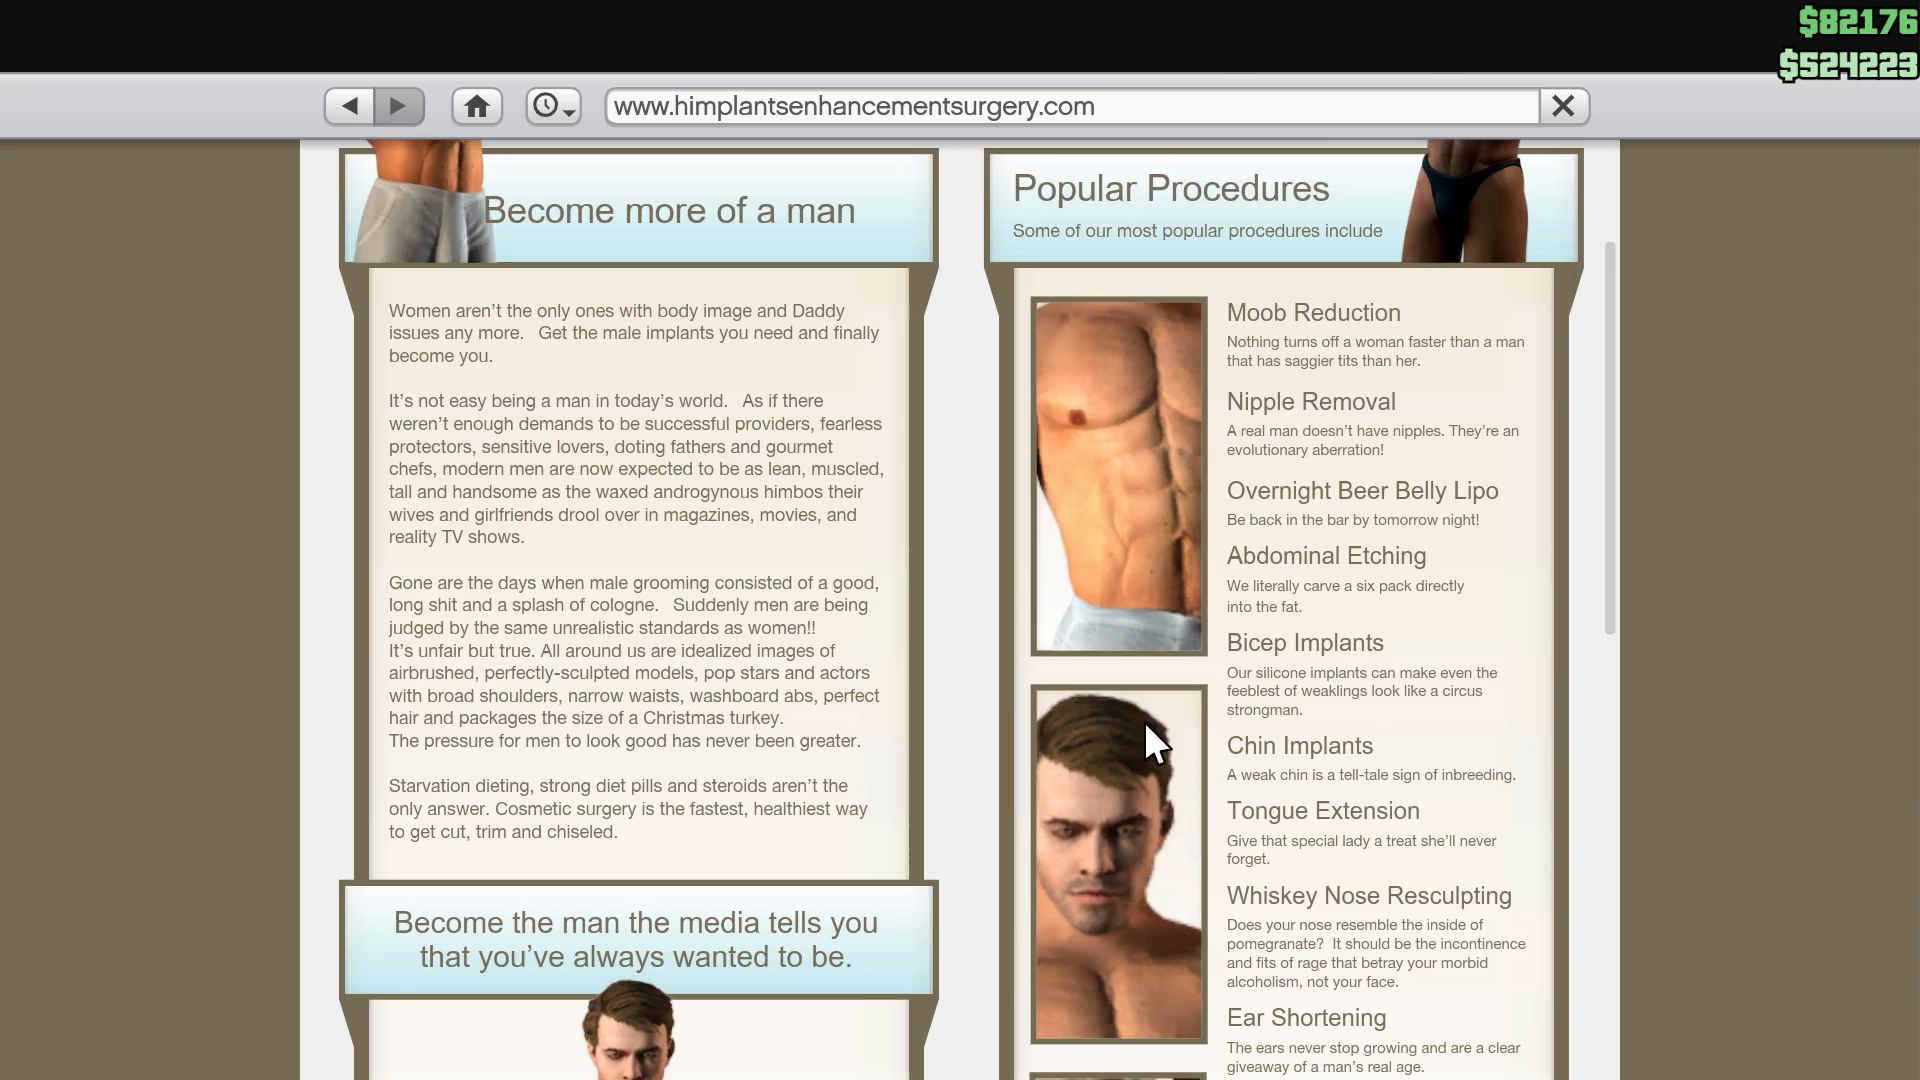 $82176
$524223
www.himplantsenhancementsurgery.com
Become more of a man
Women aren’t the only ones with body image and Daddy
issues any more.   Get the male implants you need and finally
become you.
It’s not easy being a man in today’s world.   As if there
weren’t enough demands to be successful providers, fearless
protectors, sensitive lovers, doting fathers and gourmet
chefs, modern men are now expected to be as lean, muscled,
tall and handsome as the waxed androgynous himbos their
wives and girlfriends drool over in magazines, movies, and
reality TV shows.
Gone are the days when male grooming consisted of a good,
long shit and a splash of cologne.   Suddenly men are being
judged by the same unrealistic standards as women!!
It’s unfair but true. All around us are idealized images of
airbrushed, perfectly-sculpted models, pop stars and actors
with broad shoulders, narrow waists, washboard abs, perfect
hair and packages the size of a Christmas turkey.
The pressure for men to look good has never been greater.
Starvation dieting, strong diet pills and steroids aren’t the
only answer. Cosmetic surgery is the fastest, healthiest way
to get cut, trim and chiseled.
Become the man the media tells you
that you’ve always wanted to be.
Popular Procedures
Some of our most popular procedures include
Moob Reduction
Nothing turns off a woman faster than a man
that has saggier tits than her.
Nipple Removal
A real man doesn’t have nipples. They’re an
evolutionary aberration!
Overnight Beer Belly Lipo
Be back in the bar by tomorrow night!
Abdominal Etching
We literally carve a six pack directly
into the fat.
Bicep Implants
Our silicone implants can make even the
feeblest of weaklings look like a circus
strongman.
Chin Implants
A weak chin is a tell-tale sign of inbreeding.
Tongue Extension
Give that special lady a treat she’ll never
forget.
Whiskey Nose Resculpting
Does your nose resemble the inside of
pomegranate?  It should be the incontinence
and fits of rage that betray your morbid
alcoholism, not your face.
Ear Shortening
The ears never stop growing and are a clear
giveaway of a man’s real age.